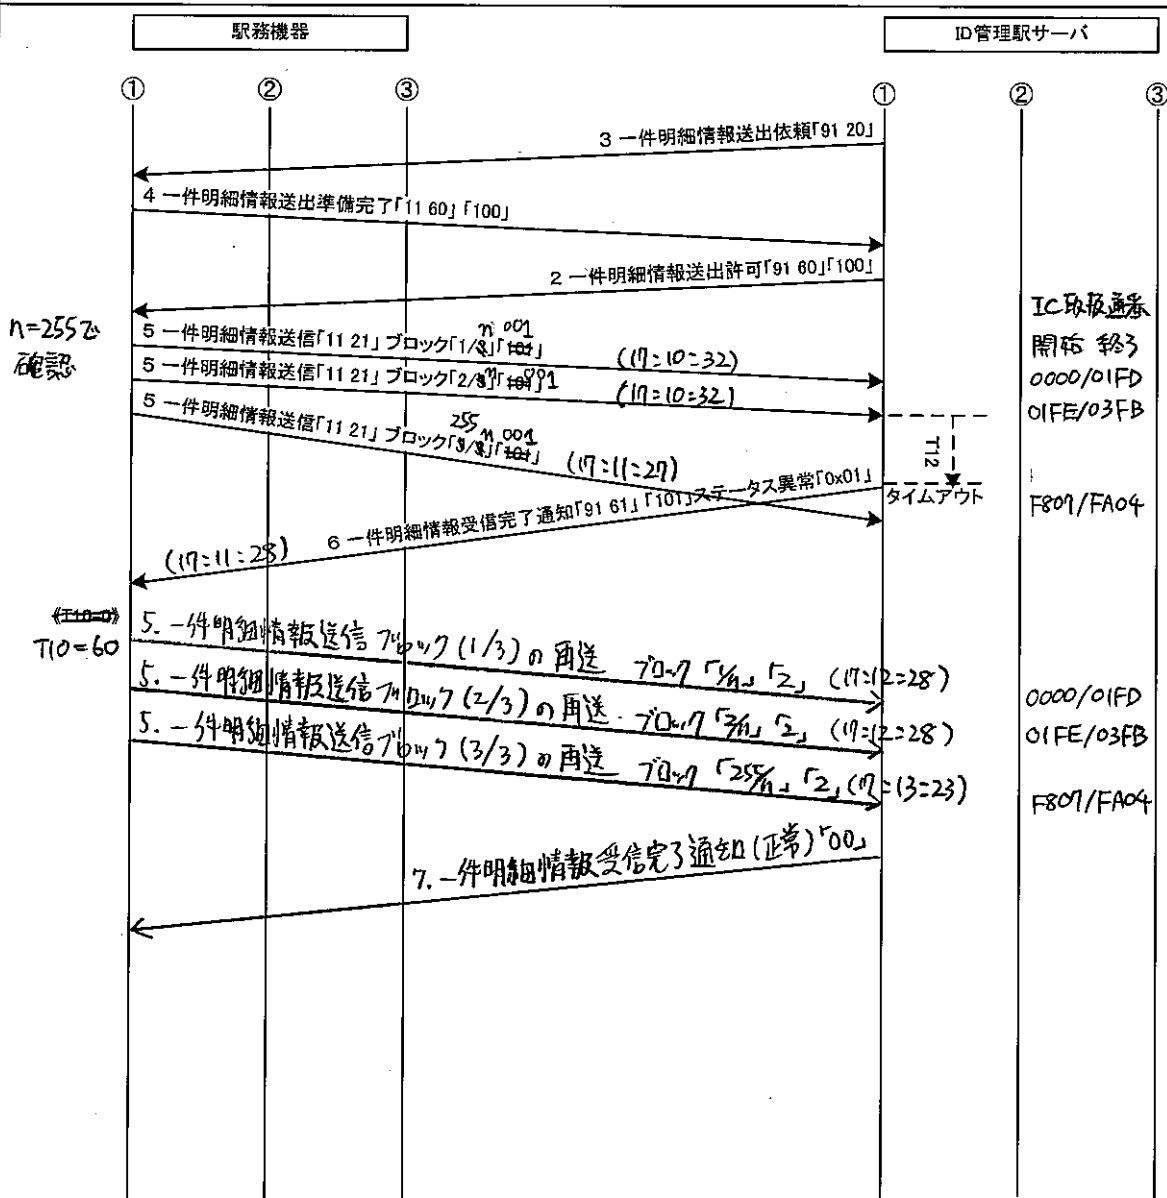 駅務機器
ID管理駅サーバ
① ② ③ ① ② ③
3 一件明細情報送出依頼「91 20」
4 一件明細情報送出準備完了「11 60」「100」
2 一件明細情報送出許可「91 60」「100」
n=255で
確認
IC取扱通番
開始 終了
n 001
5 一件明細情報送信「11 21」ブロック「1/3」「101」
(17:10:32)
0000/01FD
5 一件明細情報送信「11 21」ブロック「2/3」「101」
n 001
(17:10:32)
01FE/03FB
255 n 001
5 一件明細情報送信「11 21」ブロック「3/3」「101」
(17:11:27)
T12
タイムアウト
F807/FA04
6 一件明細情報受信完了通知「91 61」「101」ステータス異常「0x01」
(17:11:28)
《T10=0》
T10=60
5. 一件明細情報送信 ブロック (1/3) の再送 ブロック「1/n」「2」 (17:12:28)
0000/01FD
5. 一件明細情報送信 ブロック (2/3) の再送. ブロック「2/n」「2」 (17:12:28)
01FE/03FB
5. 一件明細情報送信 ブロック (3/3) の再送 ブロック「255/n」「2」 (17:13:23)
F807/FA04
7. 一件明細情報受信完了通知 (正常)「00」